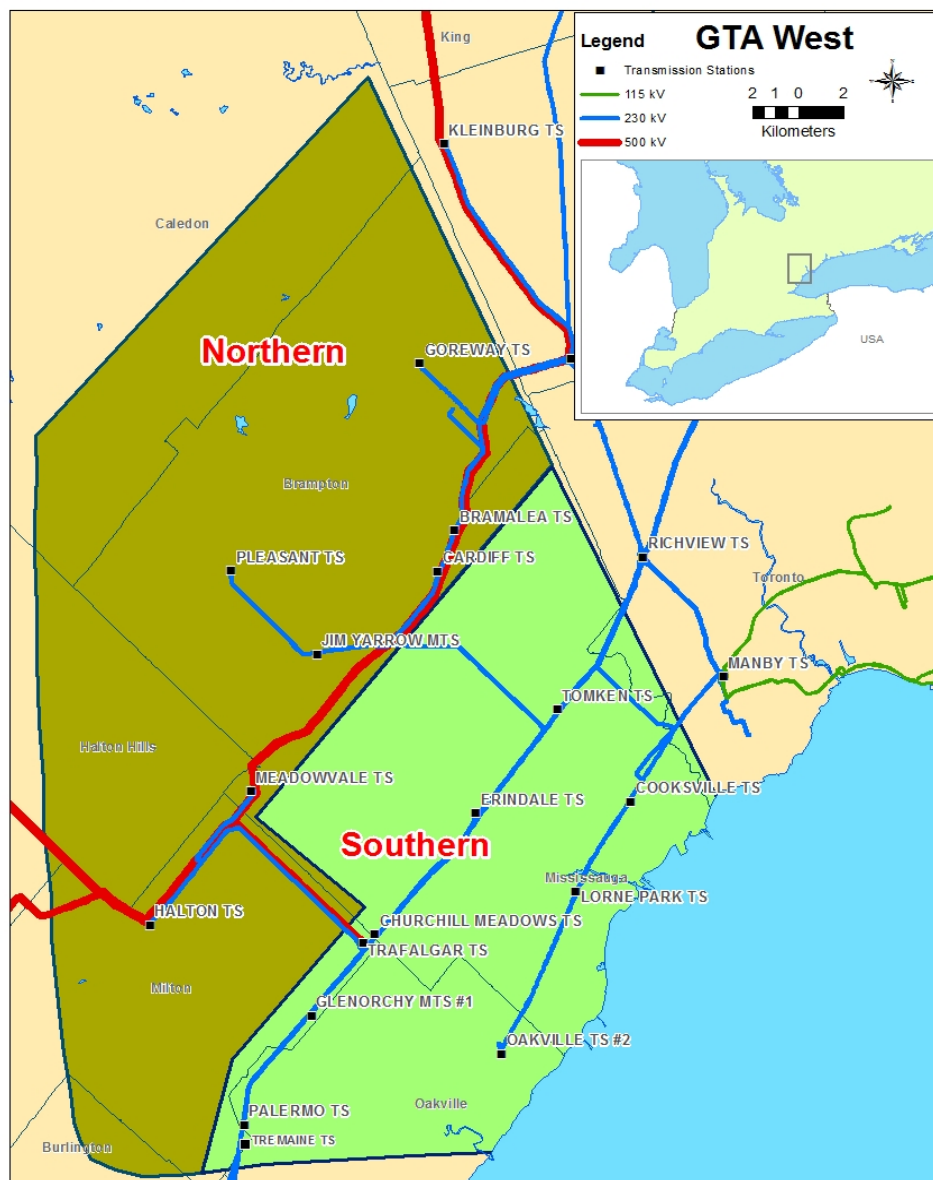 King
Legend
GTA West
Transmission Stations
115 kV
230 kV
500 kV
2 1 0 2
Kilometers
USA
KLEINBURG TS
Caledon
Northern
GOREWAY TS
Brampton
BRAMALEA TS
RICHVIEW TS
PLEASANT TS
CARDIFF TS
Toronto
JIM YARROW MTS
MANBY TS
TOMKEN TS
Halton Hills
MEADOWVALE TS
COOKSVILLE TS
ERINDALE TS
Southern
Mississauga
LORNE PARK TS
HALTON TS
CHURCHILL MEADOWS TS
TRAFALGAR TS
Milton
GLENORCHY MTS #1
OAKVILLE TS #2
Oakville
PALERMO TS
TREMAINE TS
Burlington